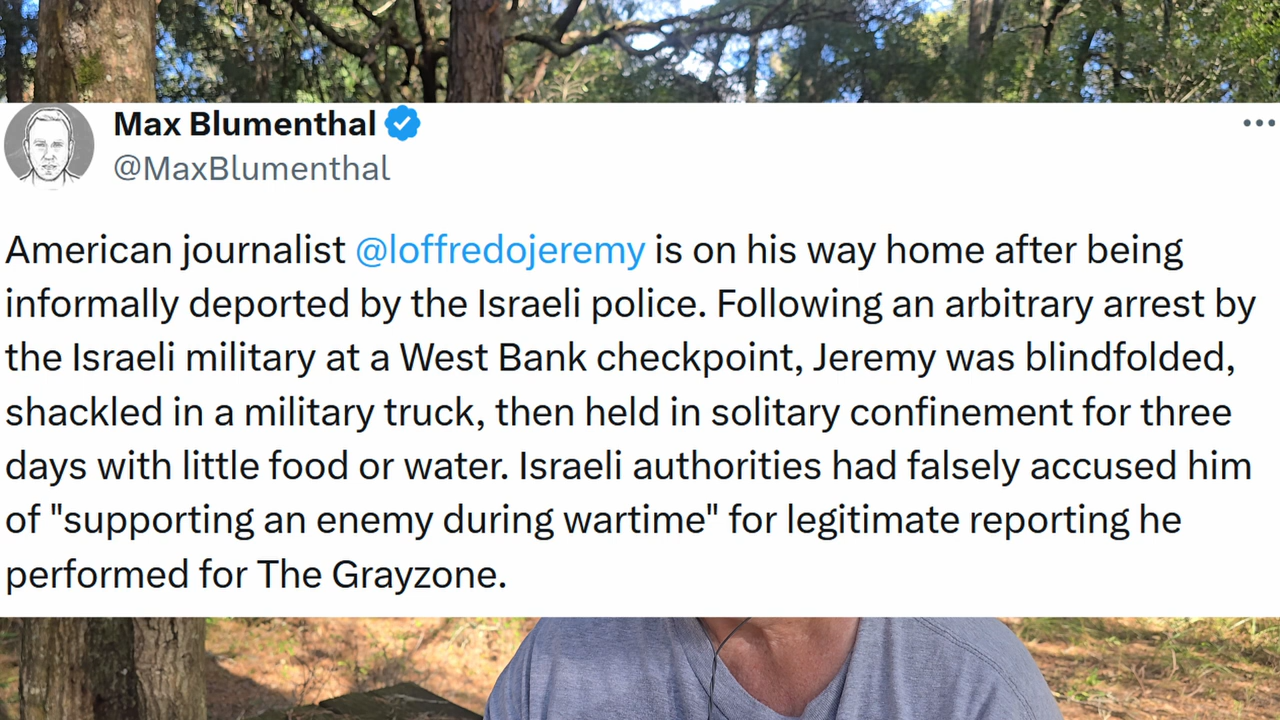 Max Blumenthal
@MaxBlumenthal
American journalist @loffredojeremy is on his way home after being
informally deported by the Israeli police. Following an arbitrary arrest by
the Israeli military at a West Bank checkpoint, Jeremy was blindfolded,
shackled in a military truck, then held in solitary confinement for three
days with little food or water. Israeli authorities had falsely accused him
of "supporting an enemy during wartime" for legitimate reporting he
performed for The Grayzone.